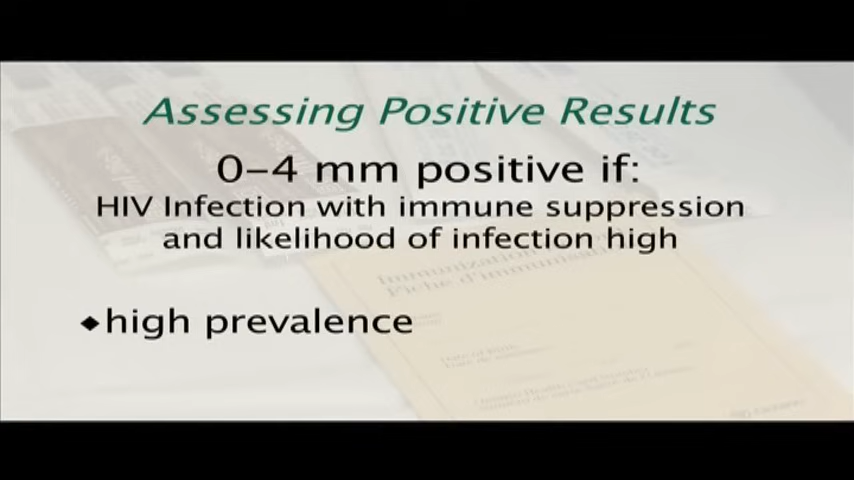 Assessing Positive Results
0–4 mm positive if:
HIV Infection with immune suppression
and likelihood of infection high
◆high prevalence